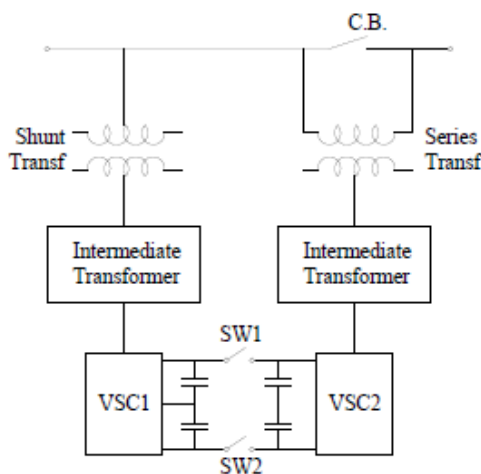 C.B.
Shunt
Transf
Series
Transf
Intermediate
Transformer
Intermediate
Transformer
SW1
VSC1
VSC2
SW2